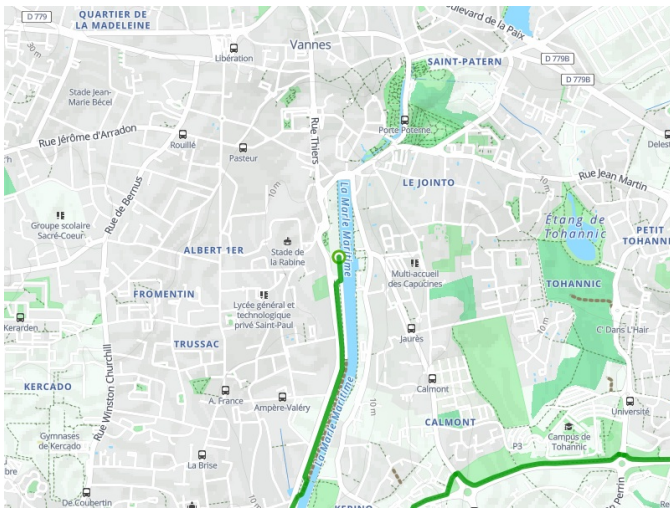 D 779
QUARTIER DE
LA MADELEINE
Libération
Vannes
Boulevard de la Paix
SAINT-PATERN
D 779B
D 779B
30 m
Stade Jean-
Marie Bécel
Rue Thiers
Porte Poterne
Rue Jérôme d'Arradon
Rouillé
Pasteur
Delest
Rue Jean Martin
LE JOINTO
10 m
10 m
Rue de Bernus
La Marle Maritime
Groupe scolaire
Sacré-Coeur
Étang de
Tohannic
PETIT
TOHANNI
ALBERT 1ER
Stade de
la Rabine
Multi-accueil
des Capucines
TOHANNIC
FROMENTIN
Lycée général et
technologique
privé Saint-Paul
10 m
Kerarden
C' Dans L'Hair
TRUSSAC
Jaurès
Rue Winston Churchill
KERCADO
A. France
Ampère-Valéry
La Marle Maritime
10 m
Calmont
Université
CALMONT
Gymnases
de Kercado
P3
Campus de
Tohannic
La Brise
De Coubertin
KERINO
Perrin